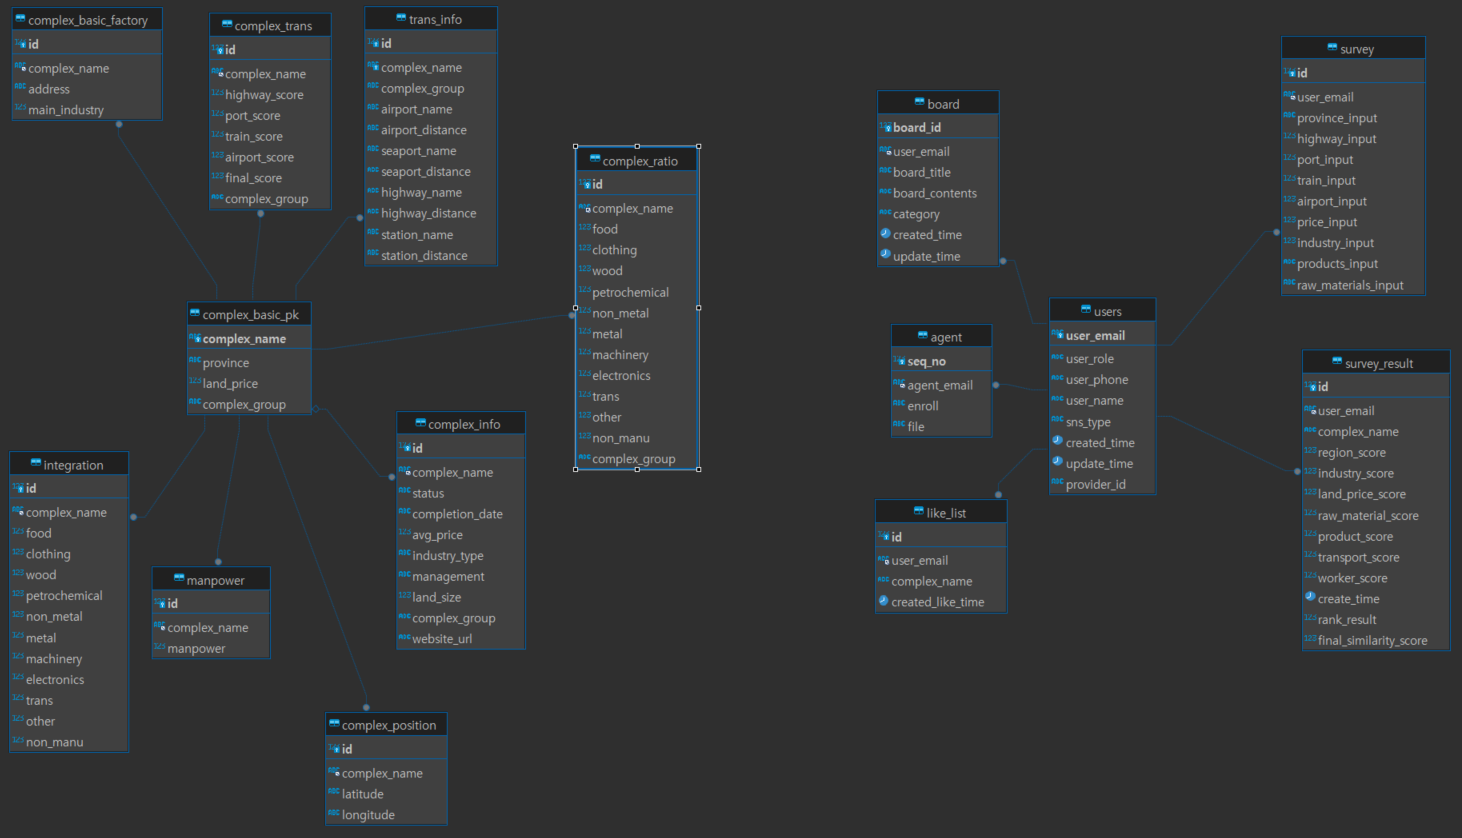 complex_basic_factory
id
complex_name
address
main_industry
complex_trans
id
complex_name
highway_score
port_score
train_score
airport_score
final_score
complex_group
trans_info
id
complex_name
complex_group
airport_name
airport_distance
seaport_name
seaport_distance
highway_name
highway_distance
station_name
station_distance
complex_ratio
id
complex_name
food
clothing
wood
petrochemical
non_metal
metal
machinery
electronics
trans
other
non_manu
complex_group
complex_basic_pk
complex_name
province
land_price
complex_group
complex_info
id
complex_name
status
completion_date
avg_price
industry_type
management
land_size
complex_group
website_url
integration
id
complex_name
food
clothing
wood
petrochemical
non_metal
metal
machinery
electronics
trans
other
non_manu
manpower
id
complex_name
manpower
complex_position
id
complex_name
latitude
longitude
board
board_id
user_email
board_title
board_contents
category
created_time
update_time
agent
seq_no
agent_email
enroll
file
like_list
id
user_email
complex_name
created_like_time
users
user_email
user_role
user_phone
user_name
sns_type
created_time
update_time
provider_id
survey
id
user_email
province_input
highway_input
port_input
train_input
airport_input
price_input
industry_input
products_input
raw_materials_input
survey_result
id
user_email
complex_name
region_score
industry_score
land_price_score
raw_material_score
product_score
transport_score
worker_score
create_time
rank_result
final_similarity_score